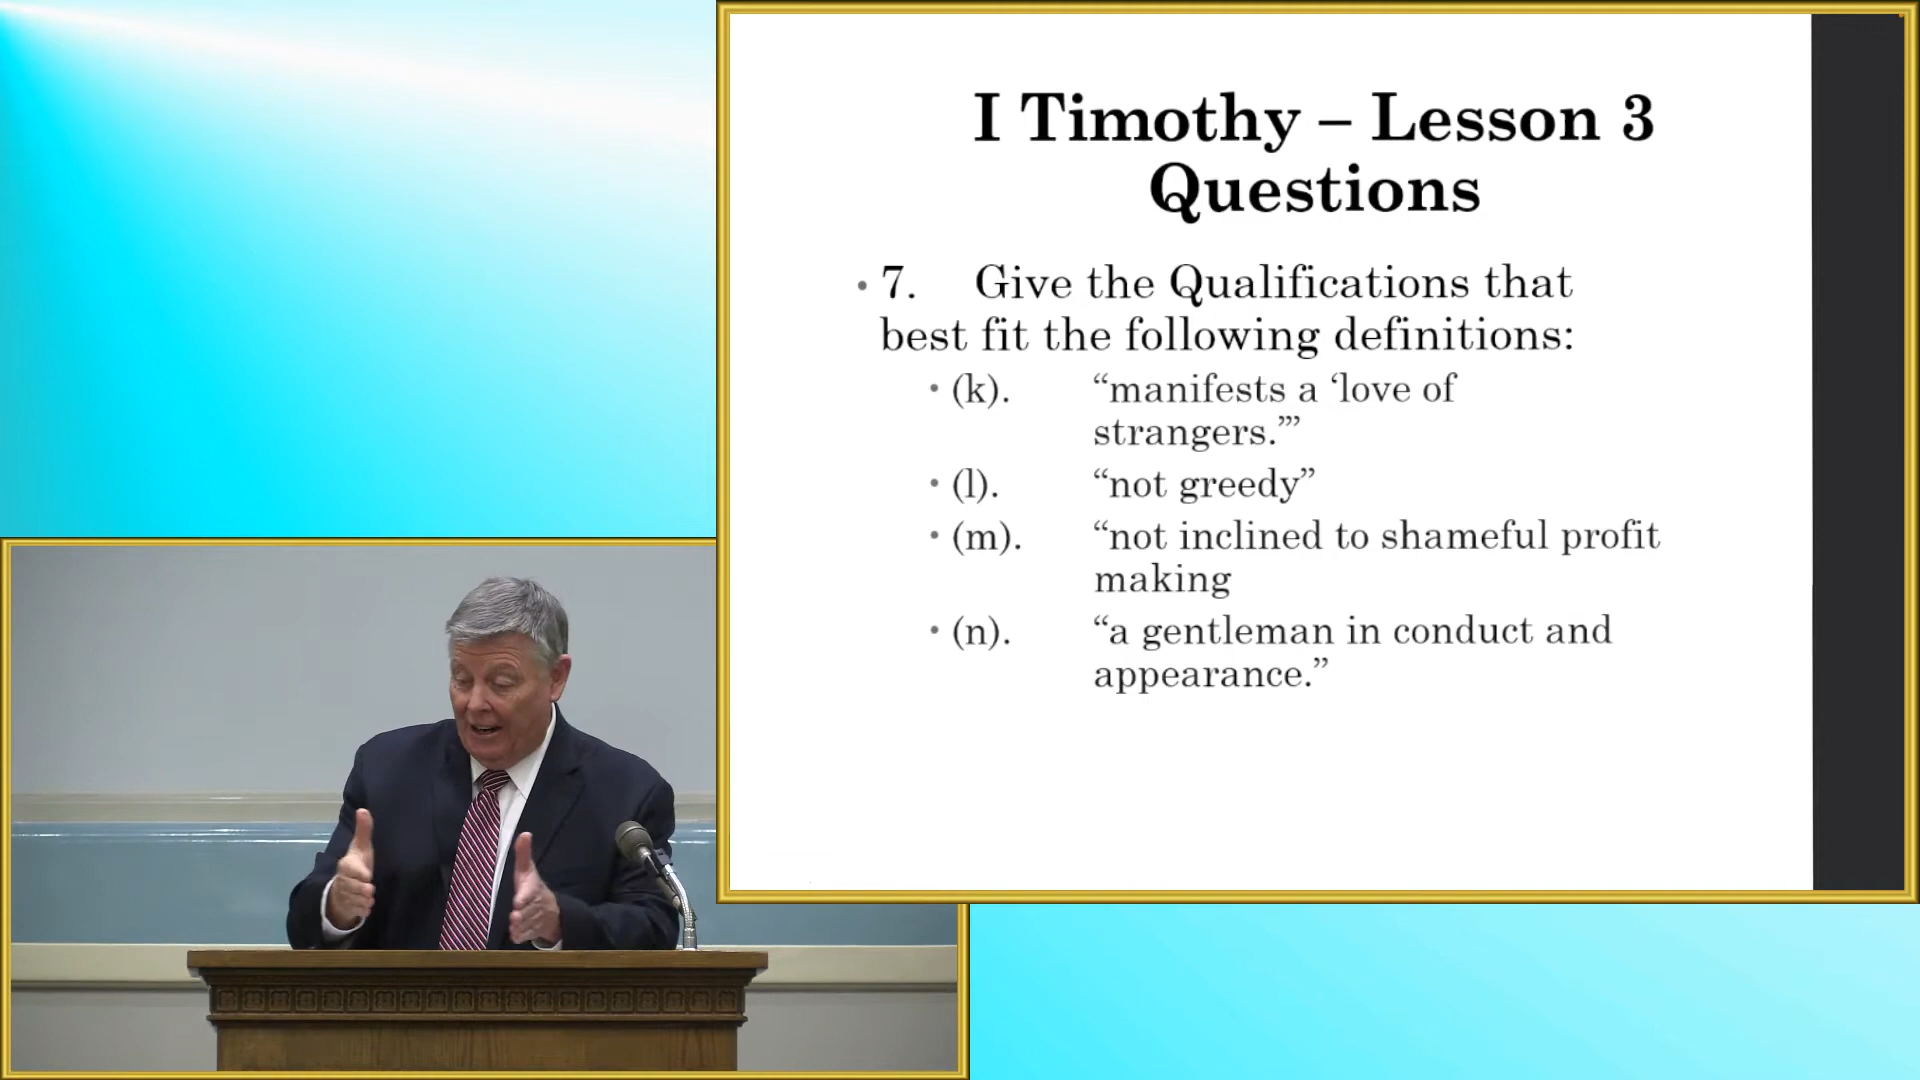 I Timothy – Lesson 3
Questions
• 7. Give the Qualifications that
best fit the following definitions:
• (k). “manifests a ‘love of
strangers.’”
• (l). “not greedy”
• (m). “not inclined to shameful profit
making
• (n). “a gentleman in conduct and
appearance.”